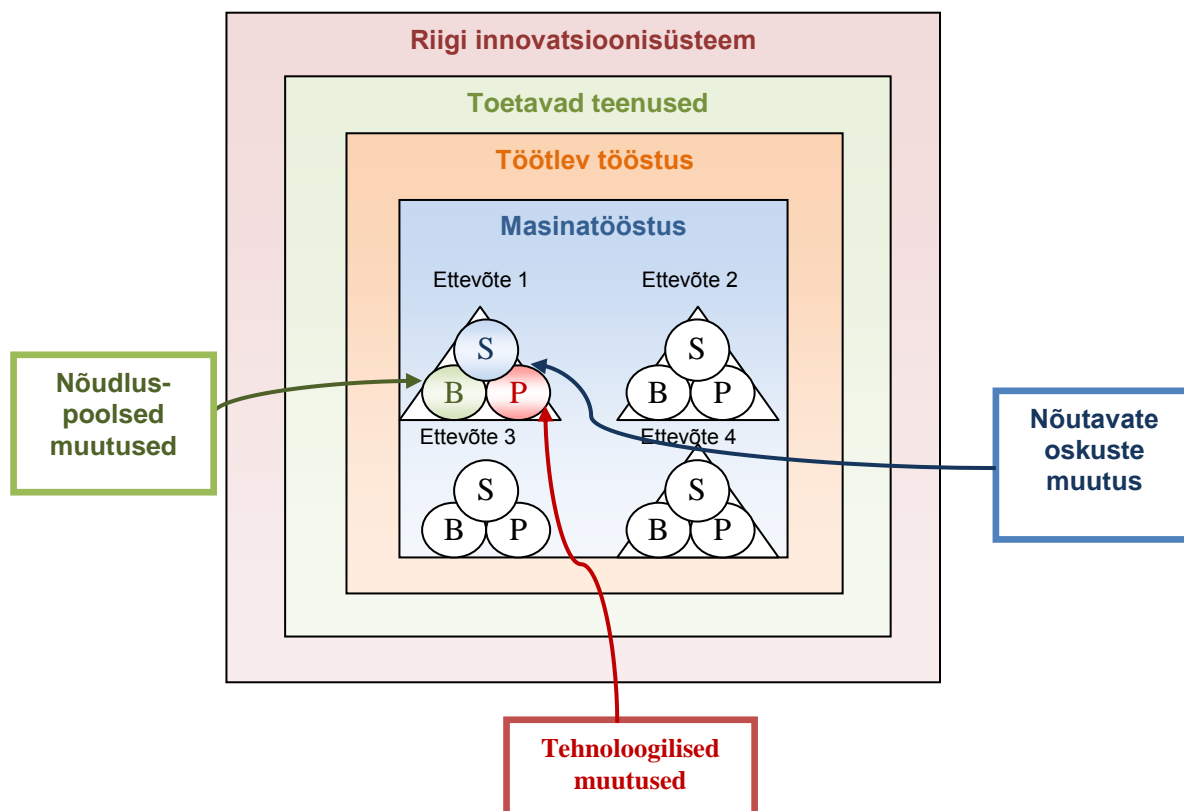 Riigi innovatsioonisüsteem
Toetavad teenused
Töötlev tööstus
Masinatööstus
Ettevõte 1
Ettevõte 2
S
B
P
S
B
P
Ettevõte 3
Ettevõte 4
S
B
P
S
B
P
Nõudlus-
poolsed
muutused
Nõutavate
oskuste
muutus
Tehnoloogilised
muutused